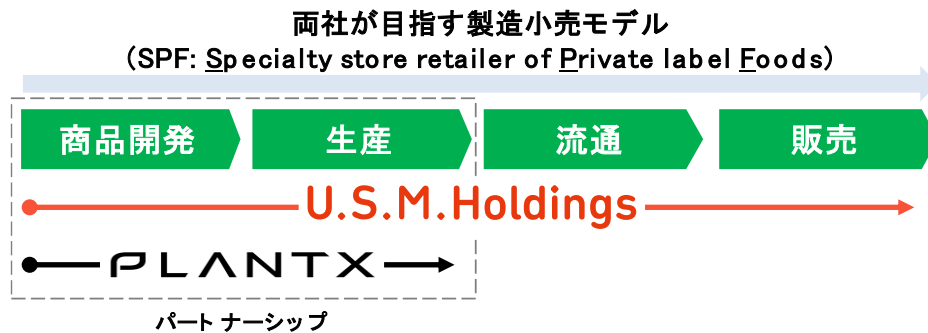 両社が目指す製造小売モデル
（SPF: Specialty store retailer of Private label Foods）
商品開発 生産 流通 販売
U.S.M.Holdings
PLANTX
パートナーシップ